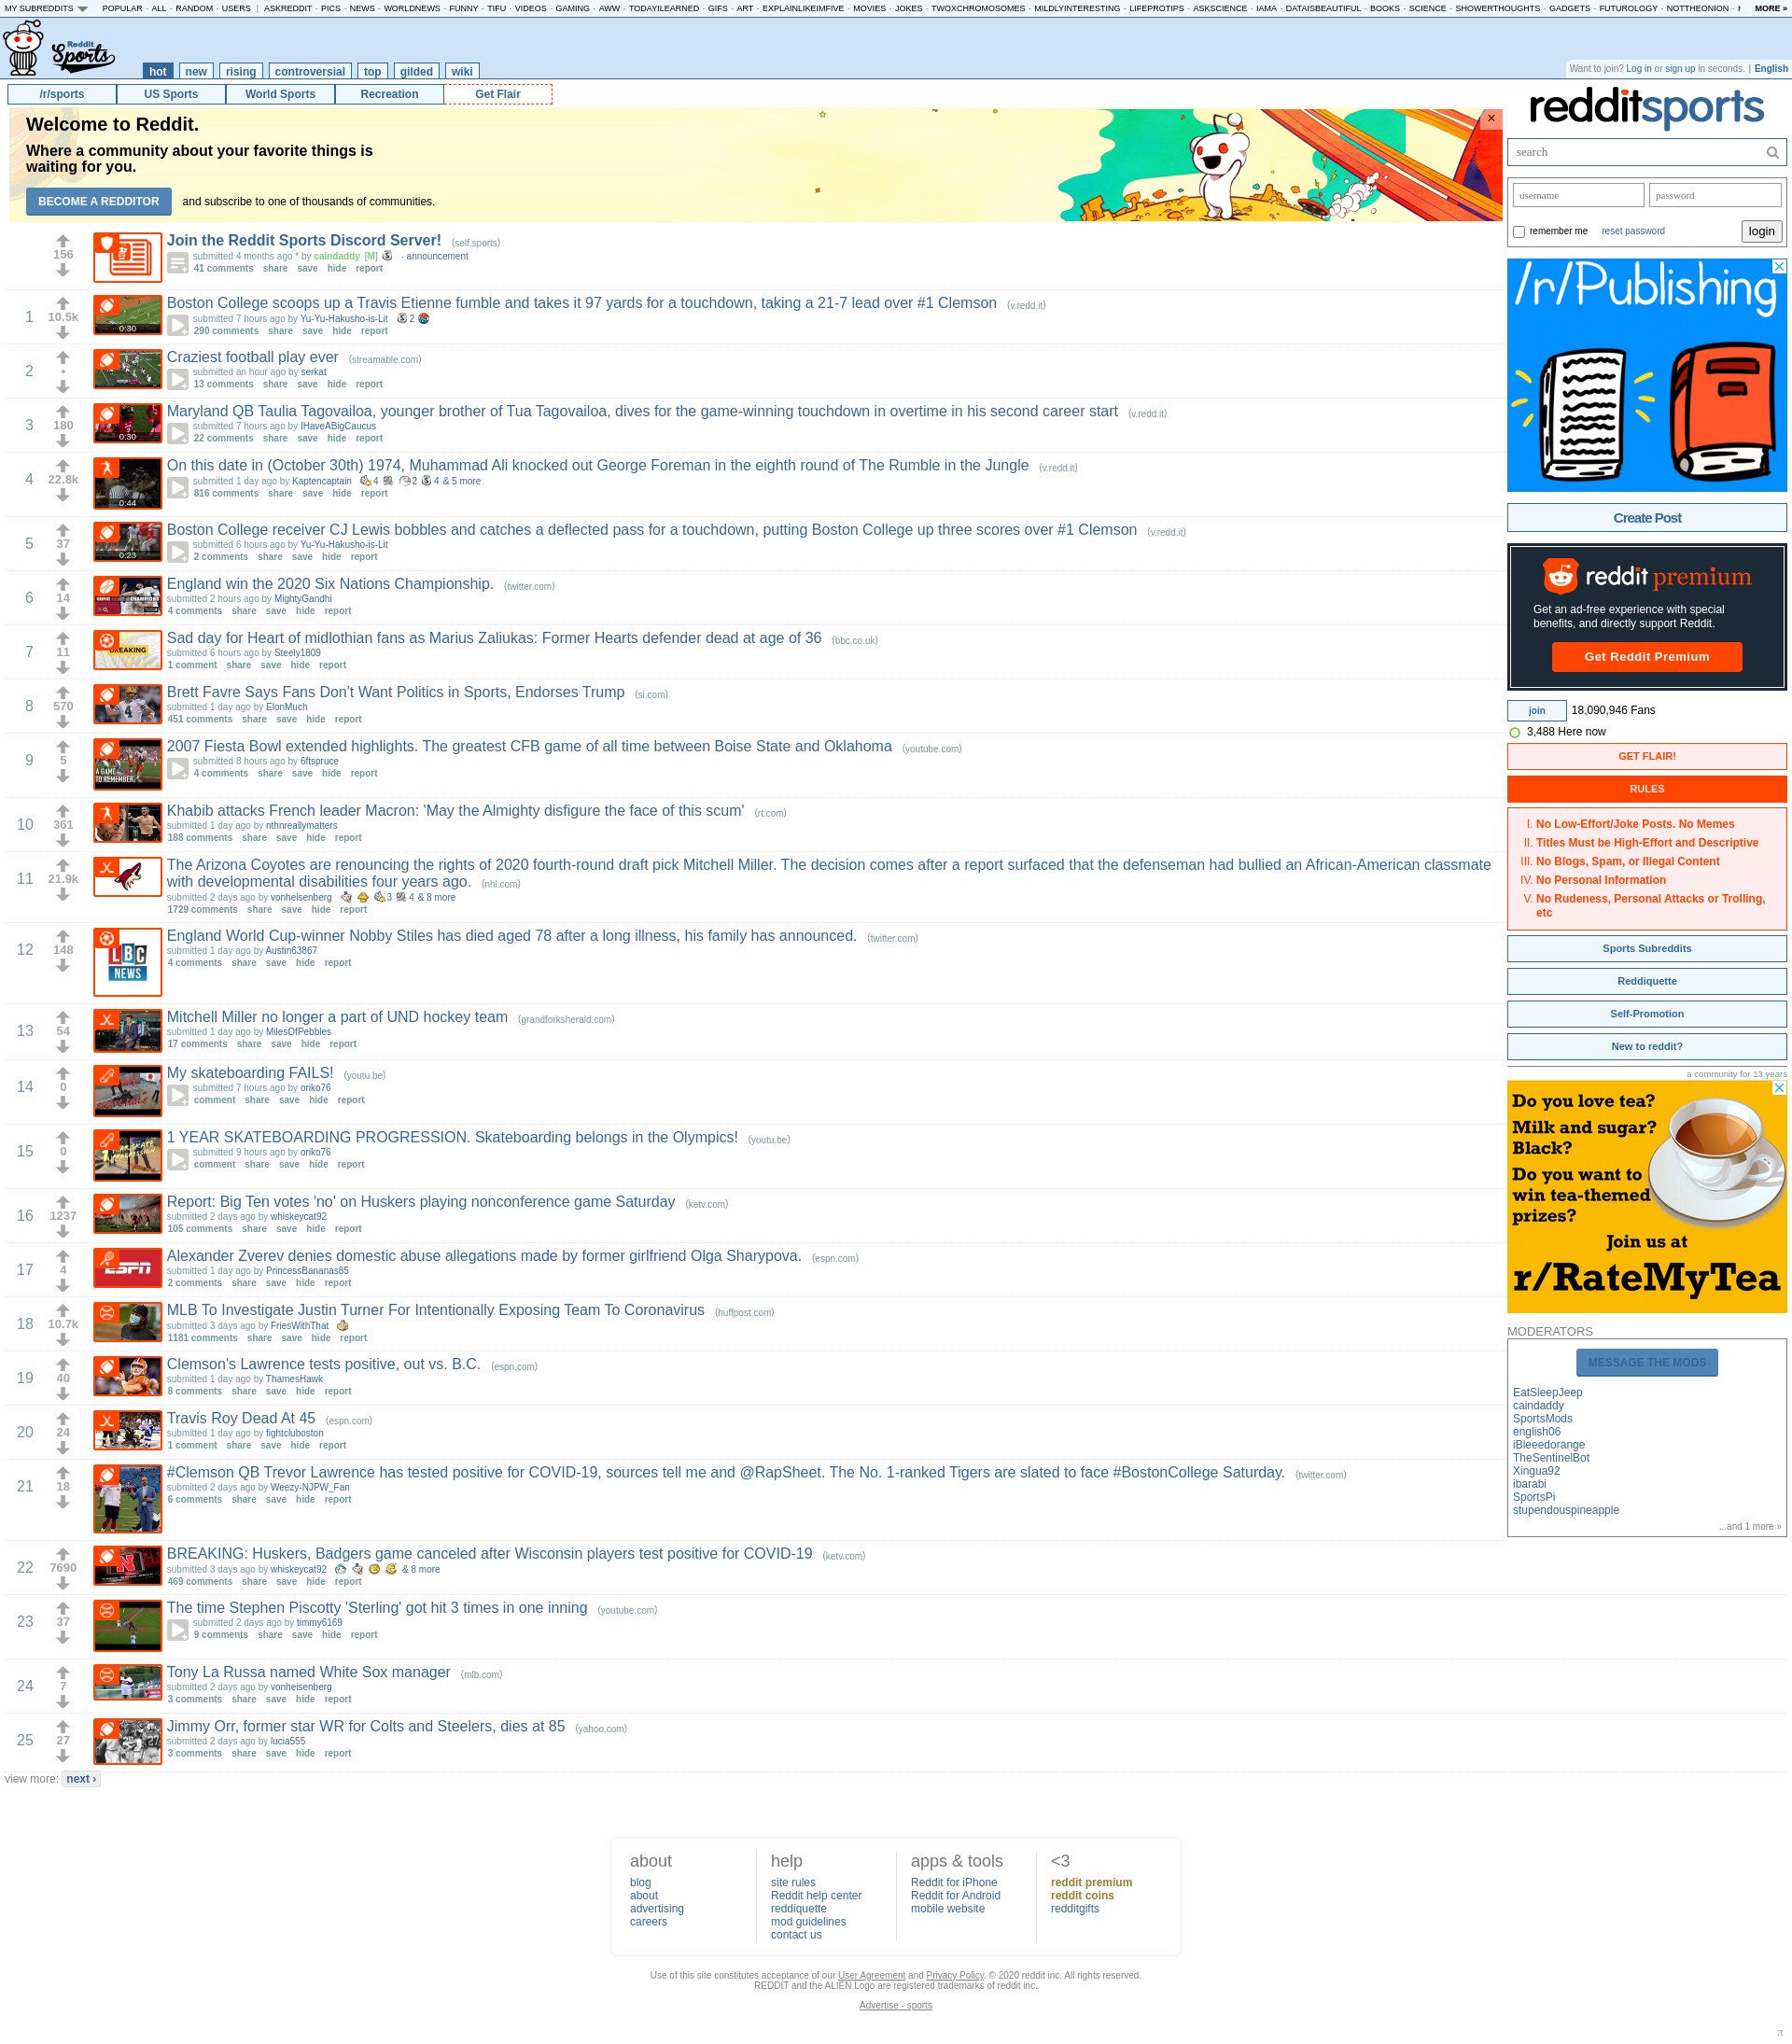 MY SUBREDDITS POPULAR - ALL - RANDOM - USERS | ASKREDDIT - PICS - NEWS - WORLDNEWS - FUNNY - TIFU - VIDEOS - GAMING - AWW - TODAYILEARNED - GIFS - ART - EXPLAINLIKEIMFIVE - MOVIES - JOKES - TWOXCHROMOSOMES - MILDLYINTERESTING - LIFEPROTIPS - ASKSCIENCE - IAMA - DATAISBEAUTIFUL - BOOKS - SCIENCE - SHOWERTHOUGHTS - GADGETS - FUTUROLOGY - NOTTHEONION - MORE »
Reddit Sports
hot new rising controversial top gilded wiki
Want to join? Log in or sign up in seconds. | English
/r/sports US Sports World Sports Recreation Get Flair
Welcome to Reddit.
Where a community about your favorite things is
waiting for you.
BECOME A REDDITOR and subscribe to one of thousands of communities.
×
156
Join the Reddit Sports Discord Server! (self.sports)
submitted 4 months ago * by caindaddy [M] - announcement
41 comments share save hide report
1 10.5k
0:30
Boston College scoops up a Travis Etienne fumble and takes it 97 yards for a touchdown, taking a 21-7 lead over #1 Clemson (v.redd.it)
submitted 7 hours ago by Yu-Yu-Hakusho-is-Lit 2
290 comments share save hide report
2 •
Craziest football play ever (streamable.com)
submitted an hour ago by serkat
13 comments share save hide report
3 180
0:30
Maryland QB Taulia Tagovailoa, younger brother of Tua Tagovailoa, dives for the game-winning touchdown in overtime in his second career start (v.redd.it)
submitted 7 hours ago by IHaveABigCaucus
22 comments share save hide report
4 22.8k
0:44
On this date in (October 30th) 1974, Muhammad Ali knocked out George Foreman in the eighth round of The Rumble in the Jungle (v.redd.it)
submitted 1 day ago by Kaptencaptain 4 2 4 & 5 more
816 comments share save hide report
5 37
0:23
Boston College receiver CJ Lewis bobbles and catches a deflected pass for a touchdown, putting Boston College up three scores over #1 Clemson (v.redd.it)
submitted 6 hours ago by Yu-Yu-Hakusho-is-Lit
2 comments share save hide report
6 14
England win the 2020 Six Nations Championship. (twitter.com)
submitted 2 hours ago by MightyGandhi
4 comments share save hide report
7 11
BREAKING
Sad day for Heart of midlothian fans as Marius Zaliukas: Former Hearts defender dead at age of 36 (bbc.co.uk)
submitted 6 hours ago by Steely1809
1 comment share save hide report
8 570
Brett Favre Says Fans Don't Want Politics in Sports, Endorses Trump (si.com)
submitted 1 day ago by ElonMuch
451 comments share save hide report
9 5
A GAME TO REMEMBER
2007 Fiesta Bowl extended highlights. The greatest CFB game of all time between Boise State and Oklahoma (youtube.com)
submitted 8 hours ago by 6ftspruce
4 comments share save hide report
10 361
Khabib attacks French leader Macron: 'May the Almighty disfigure the face of this scum' (rt.com)
submitted 1 day ago by nthnreallymatters
188 comments share save hide report
11 21.9k
The Arizona Coyotes are renouncing the rights of 2020 fourth-round draft pick Mitchell Miller. The decision comes after a report surfaced that the defenseman had bullied an African-American classmate
with developmental disabilities four years ago. (nhl.com)
submitted 2 days ago by vonheisenberg 3 4 & 8 more
1729 comments share save hide report
12 148
LBC NEWS
England World Cup-winner Nobby Stiles has died aged 78 after a long illness, his family has announced. (twitter.com)
submitted 1 day ago by Austin63867
4 comments share save hide report
13 54
Mitchell Miller no longer a part of UND hockey team (grandforksherald.com)
submitted 1 day ago by MilesOfPebbles
17 comments share save hide report
14 0
My skateboarding FAILS! (youtu.be)
submitted 7 hours ago by oriko76
comment share save hide report
15 0
1 YEAR SKATEBOARDING PROGRESSION. Skateboarding belongs in the Olympics! (youtu.be)
submitted 9 hours ago by oriko76
comment share save hide report
16 1237
Report: Big Ten votes 'no' on Huskers playing nonconference game Saturday (ketv.com)
submitted 2 days ago by whiskeycat92
105 comments share save hide report
17 4
ESPN
Alexander Zverev denies domestic abuse allegations made by former girlfriend Olga Sharypova. (espn.com)
submitted 1 day ago by PrincessBananas85
2 comments share save hide report
18 10.7k
MLB To Investigate Justin Turner For Intentionally Exposing Team To Coronavirus (huffpost.com)
submitted 3 days ago by FriesWithThat
1181 comments share save hide report
19 40
Clemson's Lawrence tests positive, out vs. B.C. (espn.com)
submitted 1 day ago by ThamesHawk
8 comments share save hide report
20 24
Travis Roy Dead At 45 (espn.com)
submitted 1 day ago by fightcluboston
1 comment share save hide report
21 18
#Clemson QB Trevor Lawrence has tested positive for COVID-19, sources tell me and @RapSheet. The No. 1-ranked Tigers are slated to face #BostonCollege Saturday. (twitter.com)
submitted 2 days ago by Weezy-NJPW_Fan
6 comments share save hide report
22 7690
BREAKING: Huskers, Badgers game canceled after Wisconsin players test positive for COVID-19 (ketv.com)
submitted 3 days ago by whiskeycat92 & 8 more
469 comments share save hide report
23 37
The time Stephen Piscotty 'Sterling' got hit 3 times in one inning (youtube.com)
submitted 2 days ago by timmy6169
9 comments share save hide report
24 7
Tony La Russa named White Sox manager (mlb.com)
submitted 2 days ago by vonheisenberg
3 comments share save hide report
25 27
Jimmy Orr, former star WR for Colts and Steelers, dies at 85 (yahoo.com)
submitted 2 days ago by lucia555
3 comments share save hide report
view more: next ›
redditsports
search
username password
remember me reset password login
/r/Publishing
Create Post
reddit premium
Get an ad-free experience with special
benefits, and directly support Reddit.
Get Reddit Premium
join 18,090,946 Fans
3,488 Here now
GET FLAIR!
RULES
I. No Low-Effort/Joke Posts. No Memes
II. Titles Must be High-Effort and Descriptive
III. No Blogs, Spam, or Illegal Content
IV. No Personal Information
V. No Rudeness, Personal Attacks or Trolling,
etc
Sports Subreddits
Reddiquette
Self-Promotion
New to reddit?
a community for 13 years
Do you love tea?
Milk and sugar?
Black?
Do you want to
win tea-themed
prizes?
Join us at
r/RateMyTea
MODERATORS
MESSAGE THE MODS
EatSleepJeep
caindaddy
SportsMods
english06
iBleeedorange
TheSentinelBot
Xingua92
ibarabi
SportsPi
stupendouspineapple
...and 1 more »
about
blog
about
advertising
careers
help
site rules
Reddit help center
reddiquette
mod guidelines
contact us
apps & tools
Reddit for iPhone
Reddit for Android
mobile website
<3
reddit premium
reddit coins
redditgifts
Use of this site constitutes acceptance of our User Agreement and Privacy Policy. © 2020 reddit inc. All rights reserved.
REDDIT and the ALIEN Logo are registered trademarks of reddit inc.
Advertise - sports
π